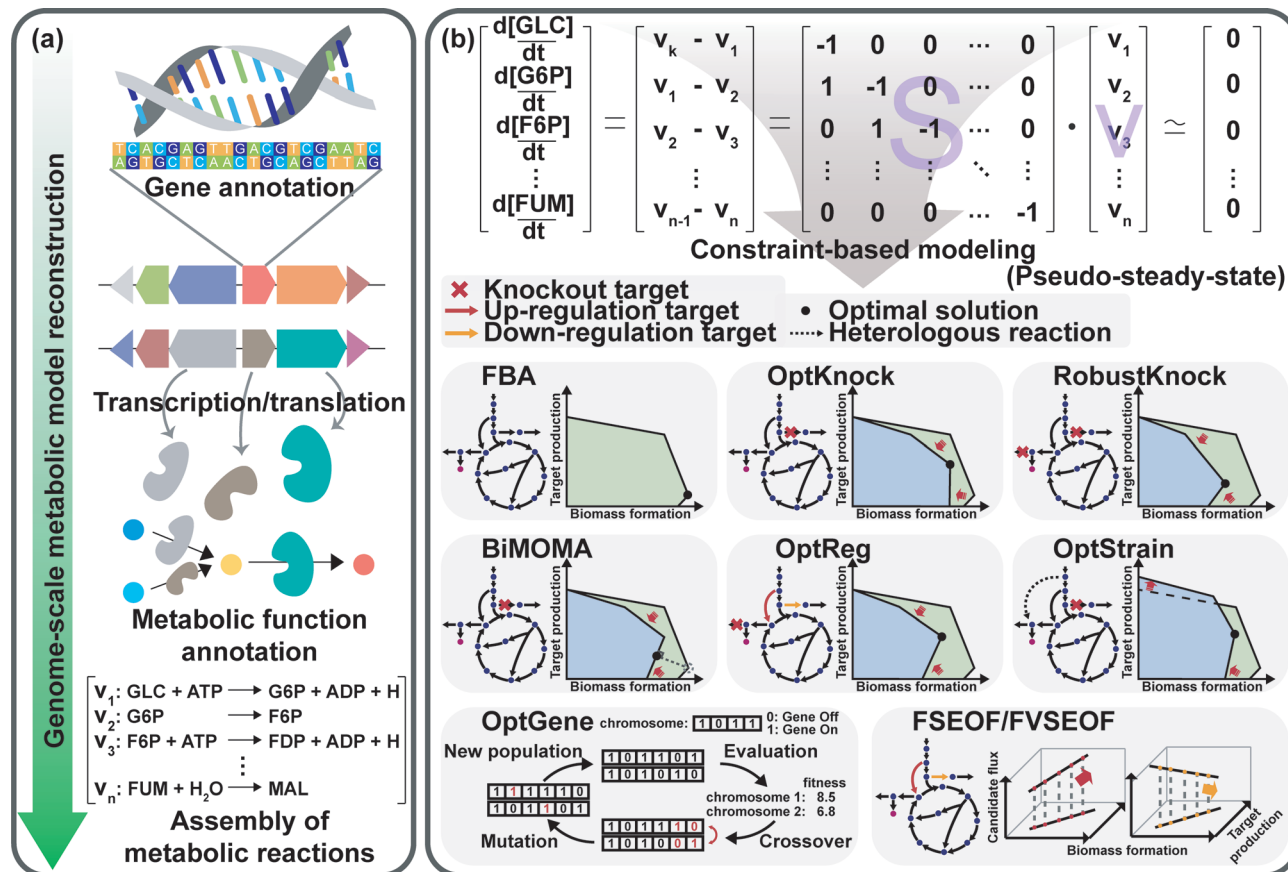 (a)
Genome-scale metabolic model reconstruction
TCACGAGTTGACGTCGAATC
AGTGCTCAACTGCAGCTTAG
Gene annotation
Transcription/translation
Metabolic function
annotation
v1: GLC + ATP → G6P + ADP + H
v2: G6P → F6P
v3: F6P + ATP → FDP + ADP + H
⋮
vn: FUM + H2O → MAL
Assembly of
metabolic reactions
(b)
d[GLC]/dt vk - v1 -1 0 0 ··· 0 v1 0
d[G6P]/dt v1 - v2 1 -1 0 ··· 0 v2 0
d[F6P]/dt = v2 - v3 = 0 1 -1 ··· 0 · v3 ≃ 0
⋮ ⋮ ⋮ ⋮ ⋮ ⋱ ⋮ ⋮ ⋮
d[FUM]/dt vn-1 - vn 0 0 0 ··· -1 vn 0
S
v
Constraint-based modeling
(Pseudo-steady-state)
Knockout target
Up-regulation target
Down-regulation target
Optimal solution
Heterologous reaction
FBA
Target production
Biomass formation
OptKnock
Target production
Biomass formation
RobustKnock
Target production
Biomass formation
BiMOMA
Target production
Biomass formation
OptReg
Target production
Biomass formation
OptStrain
Target production
Biomass formation
OptGene
chromosome: 1 0 1 1
0: Gene Off
1: Gene On
New population
1 0 1 1 0 1
1 0 1 0 1 0
Evaluation
fitness
chromosome 1: 8.5
chromosome 2: 6.8
1 1 1 1 1 0
1 0 1 1 0 1
Mutation
1 0 1 1 1 0
1 0 1 0 0 1
Crossover
FSEOF/FVSEOF
Candidate flux
Biomass formation
Target
production